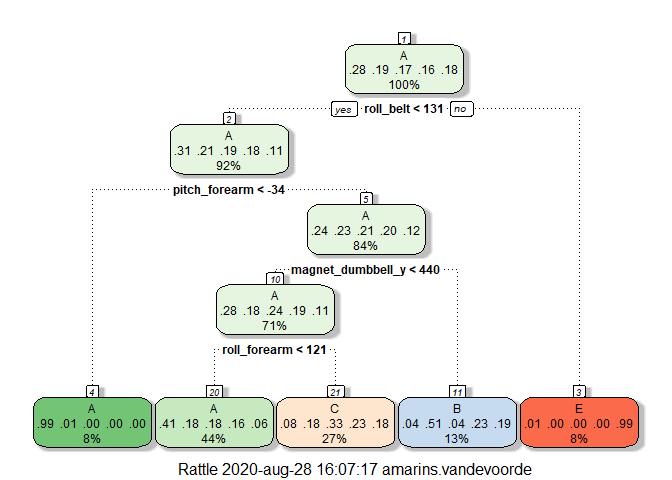 1
A
.28 .19 .17 .16 .18
100%
yes roll_belt < 131 no
2
A
.31 .21 .19 .18 .11
92%
pitch_forearm < -34
5
A
.24 .23 .21 .20 .12
84%
magnet_dumbbell_y < 440
10
A
.28 .18 .24 .19 .11
71%
roll_forearm < 121
4
A
.99 .01 .00 .00 .00
8%
20
A
.41 .18 .18 .16 .06
44%
21
C
.08 .18 .33 .23 .18
27%
11
B
.04 .51 .04 .23 .19
13%
3
E
.01 .00 .00 .00 .99
8%
Rattle 2020-aug-28 16:07:17 amarins.vandevoorde